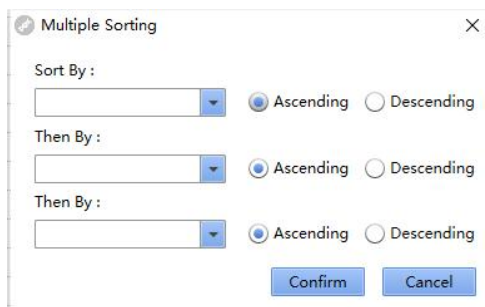 Multiple Sorting
Sort By :
Ascending Descending
Then By :
Ascending Descending
Then By :
Ascending Descending
Confirm Cancel